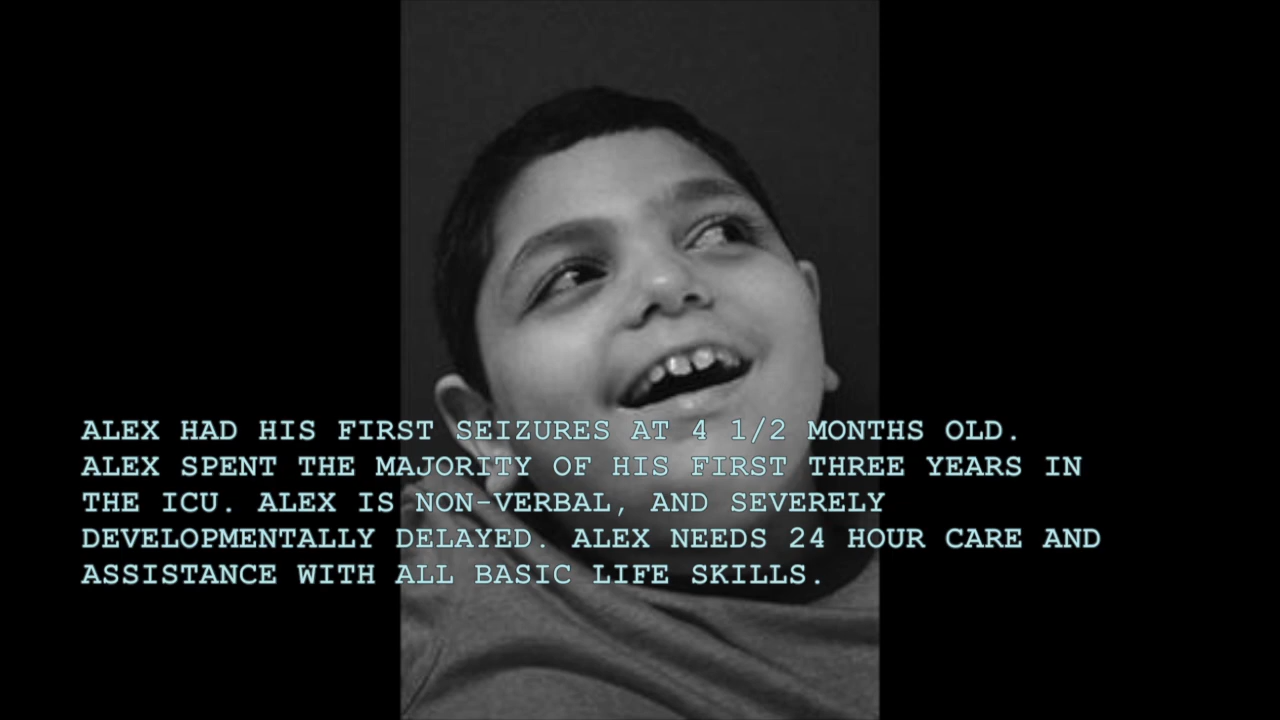 ALEX HAD HIS FIRST SEIZURES AT 4 1/2 MONTHS OLD.
ALEX SPENT THE MAJORITY OF HIS FIRST THREE YEARS IN
THE ICU. ALEX IS NON-VERBAL, AND SEVERELY
DEVELOPMENTALLY DELAYED. ALEX NEEDS 24 HOUR CARE AND
ASSISTANCE WITH ALL BASIC LIFE SKILLS.